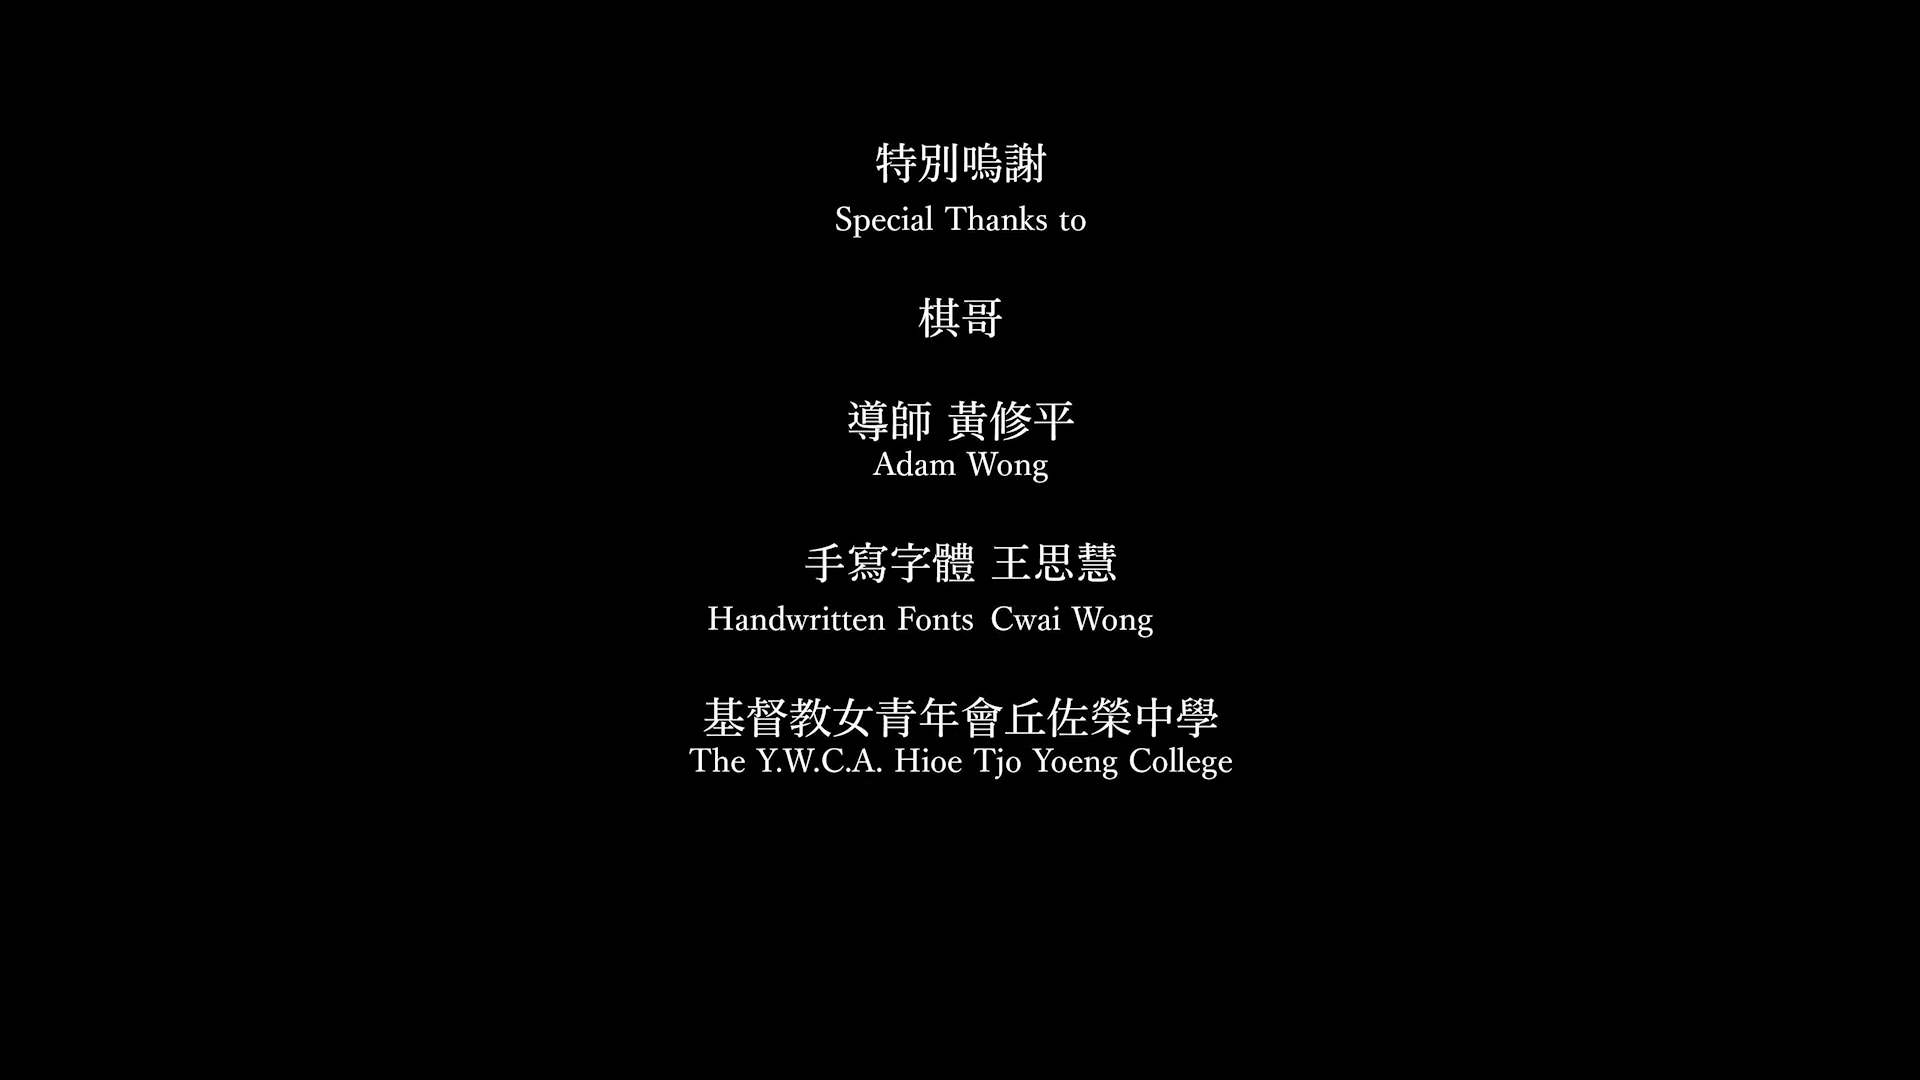 特別嗚謝
Special Thanks to
棋哥
導師 黃修平
Adam Wong
手寫字體 王思慧
Handwritten Fonts Cwai Wong
基督教女青年會丘佐榮中學
The Y.W.C.A. Hioe Tjo Yoeng College